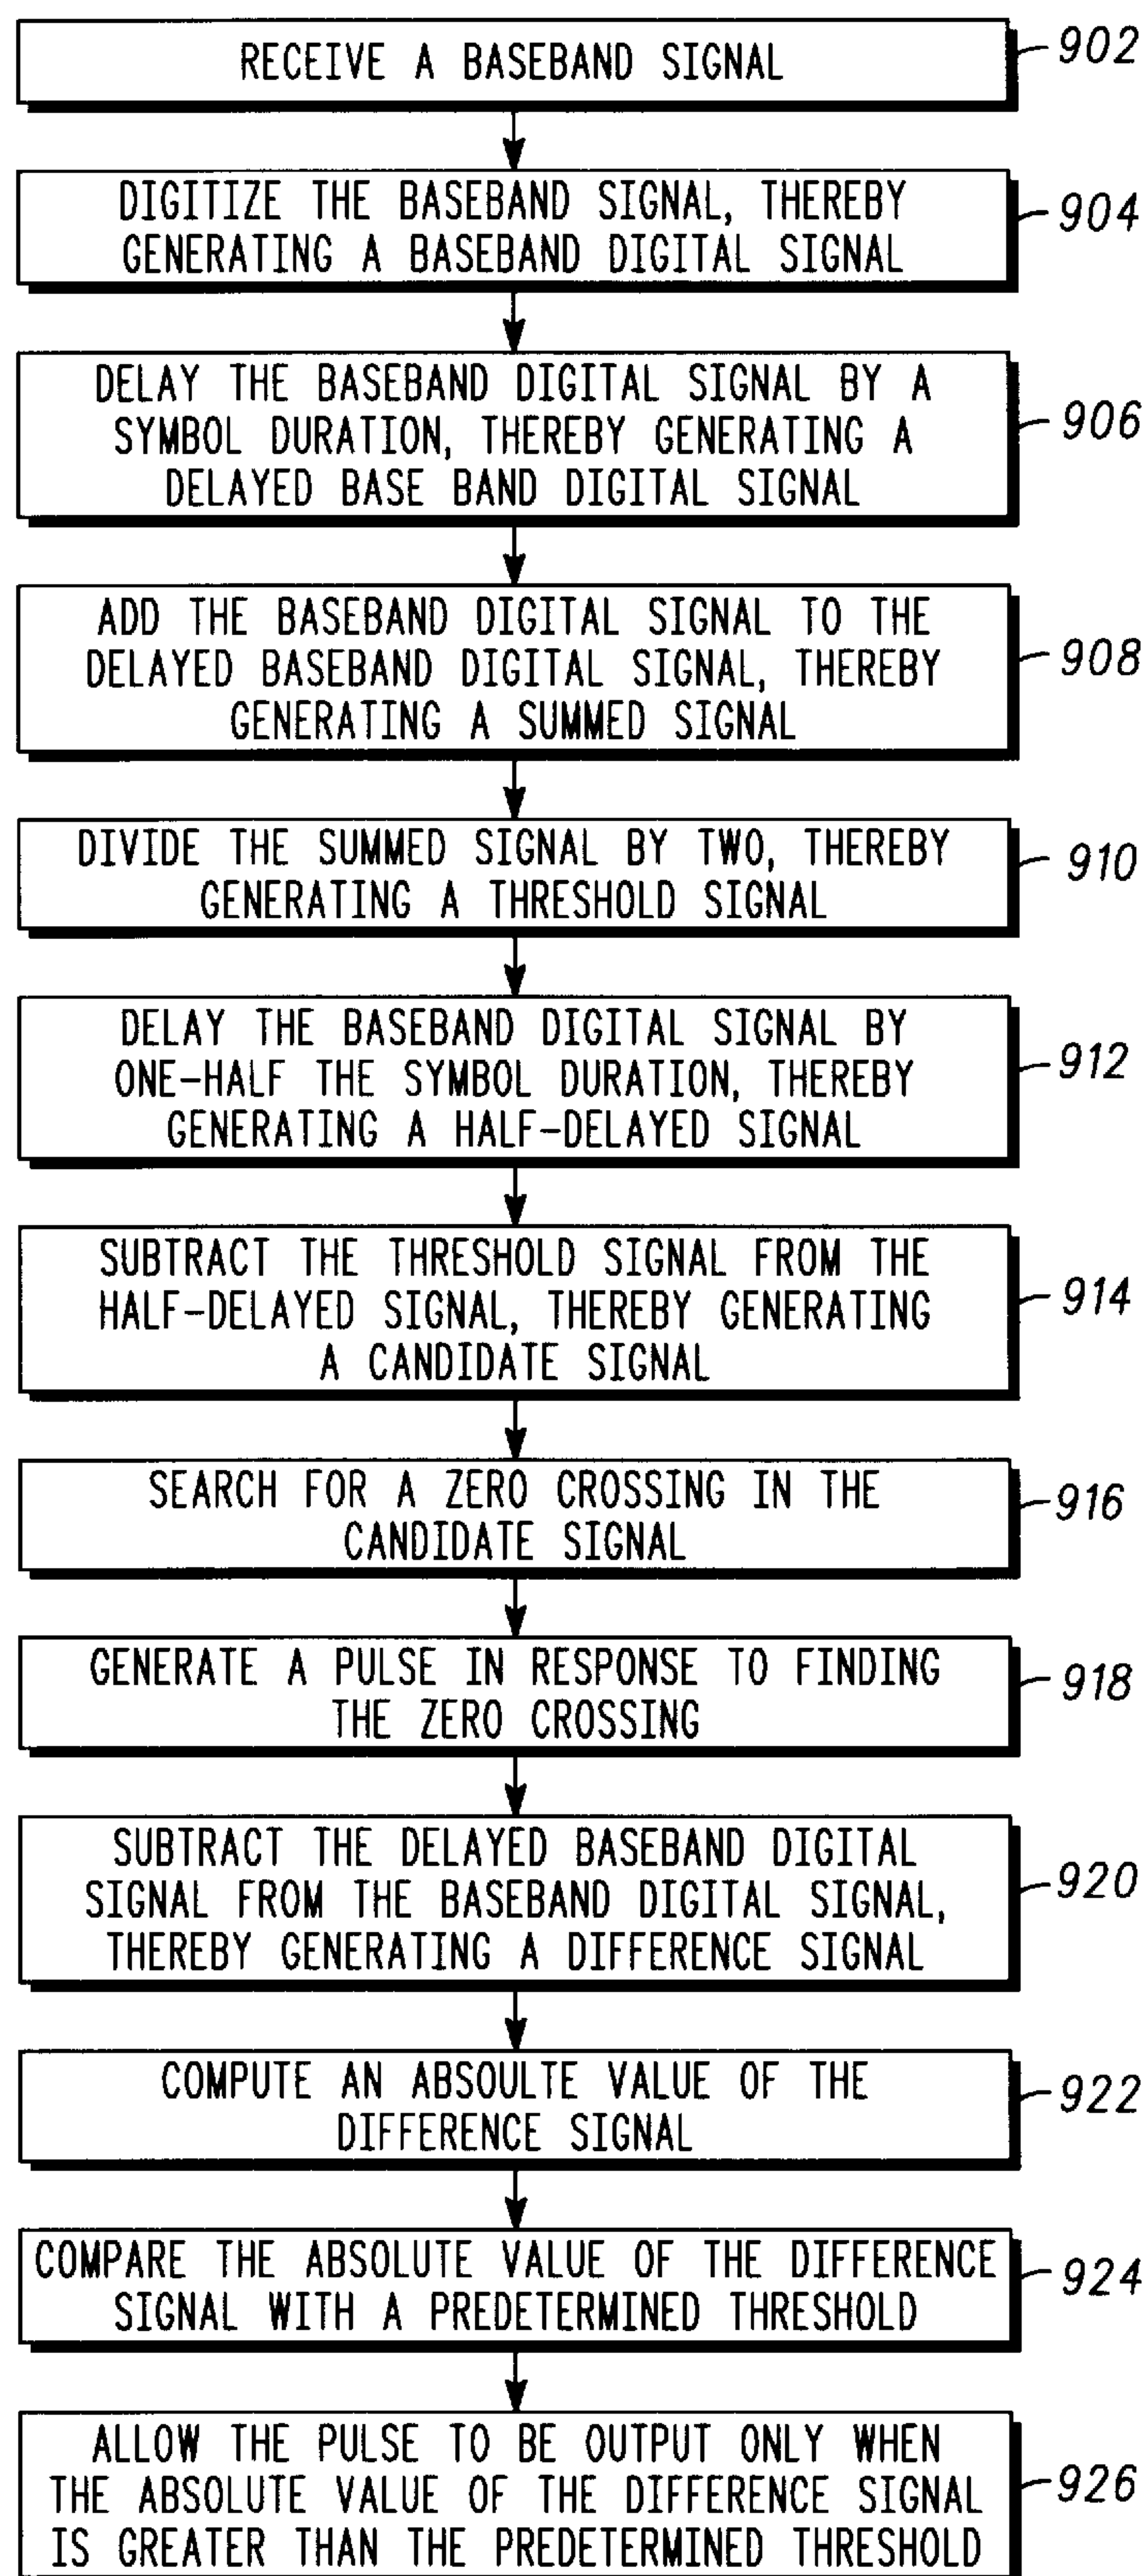 RECEIVE A BASEBAND SIGNAL
902
DIGITIZE THE BASEBAND SIGNAL, THEREBY
GENERATING A BASEBAND DIGITAL SIGNAL
904
DELAY THE BASEBAND DIGITAL SIGNAL BY A
SYMBOL DURATION, THEREBY GENERATING A
DELAYED BASE BAND DIGITAL SIGNAL
906
ADD THE BASEBAND DIGITAL SIGNAL TO THE
DELAYED BASEBAND DIGITAL SIGNAL, THEREBY
GENERATING A SUMMED SIGNAL
908
DIVIDE THE SUMMED SIGNAL BY TWO, THEREBY
GENERATING A THRESHOLD SIGNAL
910
DELAY THE BASEBAND DIGITAL SIGNAL BY
ONE-HALF THE SYMBOL DURATION, THEREBY
GENERATING A HALF-DELAYED SIGNAL
912
SUBTRACT THE THRESHOLD SIGNAL FROM THE
HALF-DELAYED SIGNAL, THEREBY GENERATING
A CANDIDATE SIGNAL
914
SEARCH FOR A ZERO CROSSING IN THE
CANDIDATE SIGNAL
916
GENERATE A PULSE IN RESPONSE TO FINDING
THE ZERO CROSSING
918
SUBTRACT THE DELAYED BASEBAND DIGITAL
SIGNAL FROM THE BASEBAND DIGITAL SIGNAL,
THEREBY GENERATING A DIFFERENCE SIGNAL
920
COMPUTE AN ABSOULTE VALUE OF THE
DIFFERENCE SIGNAL
922
COMPARE THE ABSOLUTE VALUE OF THE DIFFERENCE
SIGNAL WITH A PREDETERMINED THRESHOLD
924
ALLOW THE PULSE TO BE OUTPUT ONLY WHEN
THE ABSOLUTE VALUE OF THE DIFFERENCE SIGNAL
IS GREATER THAN THE PREDETERMINED THRESHOLD
926